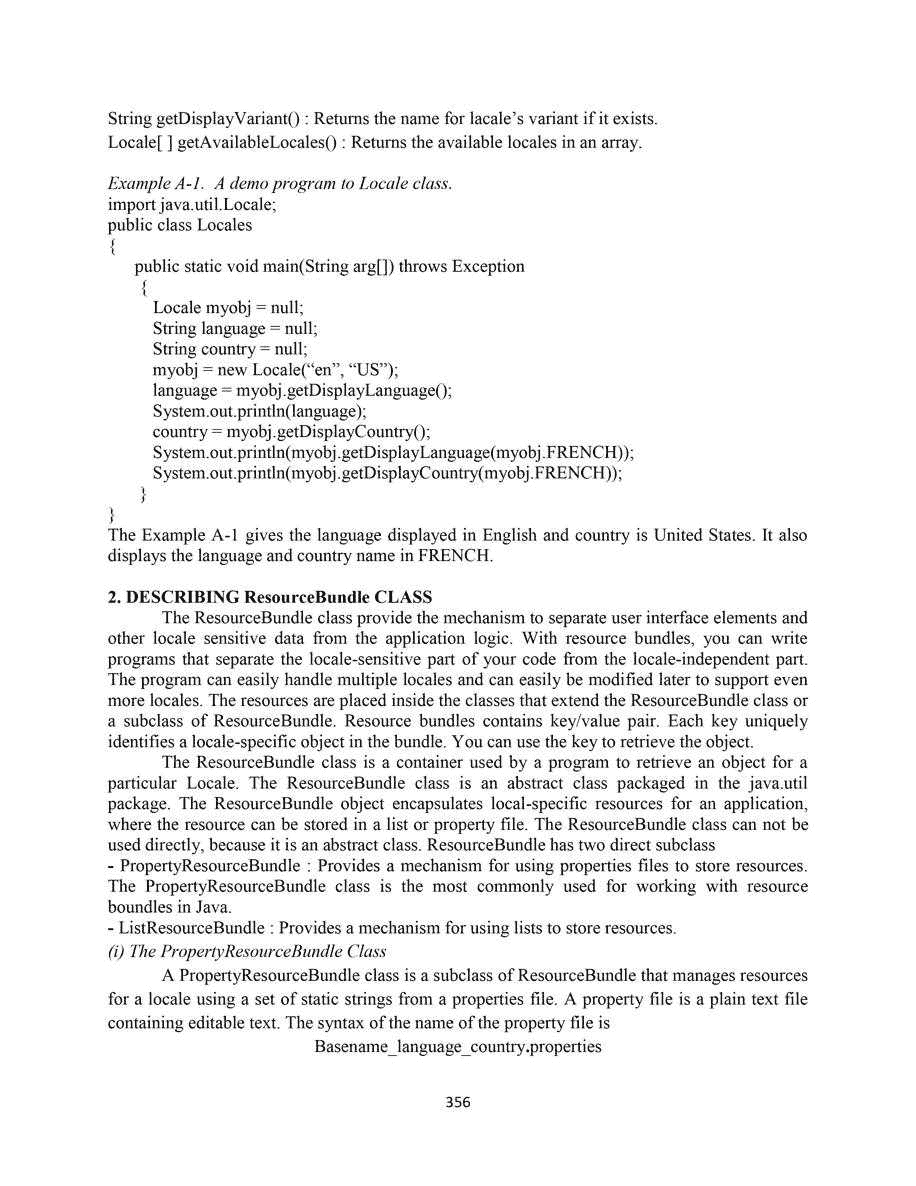 String getDisplayVariant() : Returns the name for lacale’s variant if it exists.
Locale[ ] getAvailableLocales() : Returns the available locales in an array.
Example A-1.  A demo program to Locale class.
import java.util.Locale;
public class Locales
{
public static void main(String arg[]) throws Exception
{
Locale myobj = null;
String language = null;
String country = null;
myobj = new Locale(“en”, “US”);
language = myobj.getDisplayLanguage();
System.out.println(language);
country = myobj.getDisplayCountry();
System.out.println(myobj.getDisplayLanguage(myobj.FRENCH));
System.out.println(myobj.getDisplayCountry(myobj.FRENCH));
}
}
The Example A-1 gives the language displayed in English and country is United States. It also
displays the language and country name in FRENCH.
2. DESCRIBING ResourceBundle CLASS
The ResourceBundle class provide the mechanism to separate user interface elements and
other locale sensitive data from the application logic. With resource bundles, you can write
programs that separate the locale-sensitive part of your code from the locale-independent part.
The program can easily handle multiple locales and can easily be modified later to support even
more locales. The resources are placed inside the classes that extend the ResourceBundle class or
a subclass of ResourceBundle. Resource bundles contains key/value pair. Each key uniquely
identifies a locale-specific object in the bundle. You can use the key to retrieve the object.
The ResourceBundle class is a container used by a program to retrieve an object for a
particular Locale. The ResourceBundle class is an abstract class packaged in the java.util
package. The ResourceBundle object encapsulates local-specific resources for an application,
where the resource can be stored in a list or property file. The ResourceBundle class can not be
used directly, because it is an abstract class. ResourceBundle has two direct subclass
- PropertyResourceBundle : Provides a mechanism for using properties files to store resources.
The PropertyResourceBundle class is the most commonly used for working with resource
boundles in Java.
- ListResourceBundle : Provides a mechanism for using lists to store resources.
(i) The PropertyResourceBundle Class
A PropertyResourceBundle class is a subclass of ResourceBundle that manages resources
for a locale using a set of static strings from a properties file. A property file is a plain text file
containing editable text. The syntax of the name of the property file is
Basename_language_country.properties
356